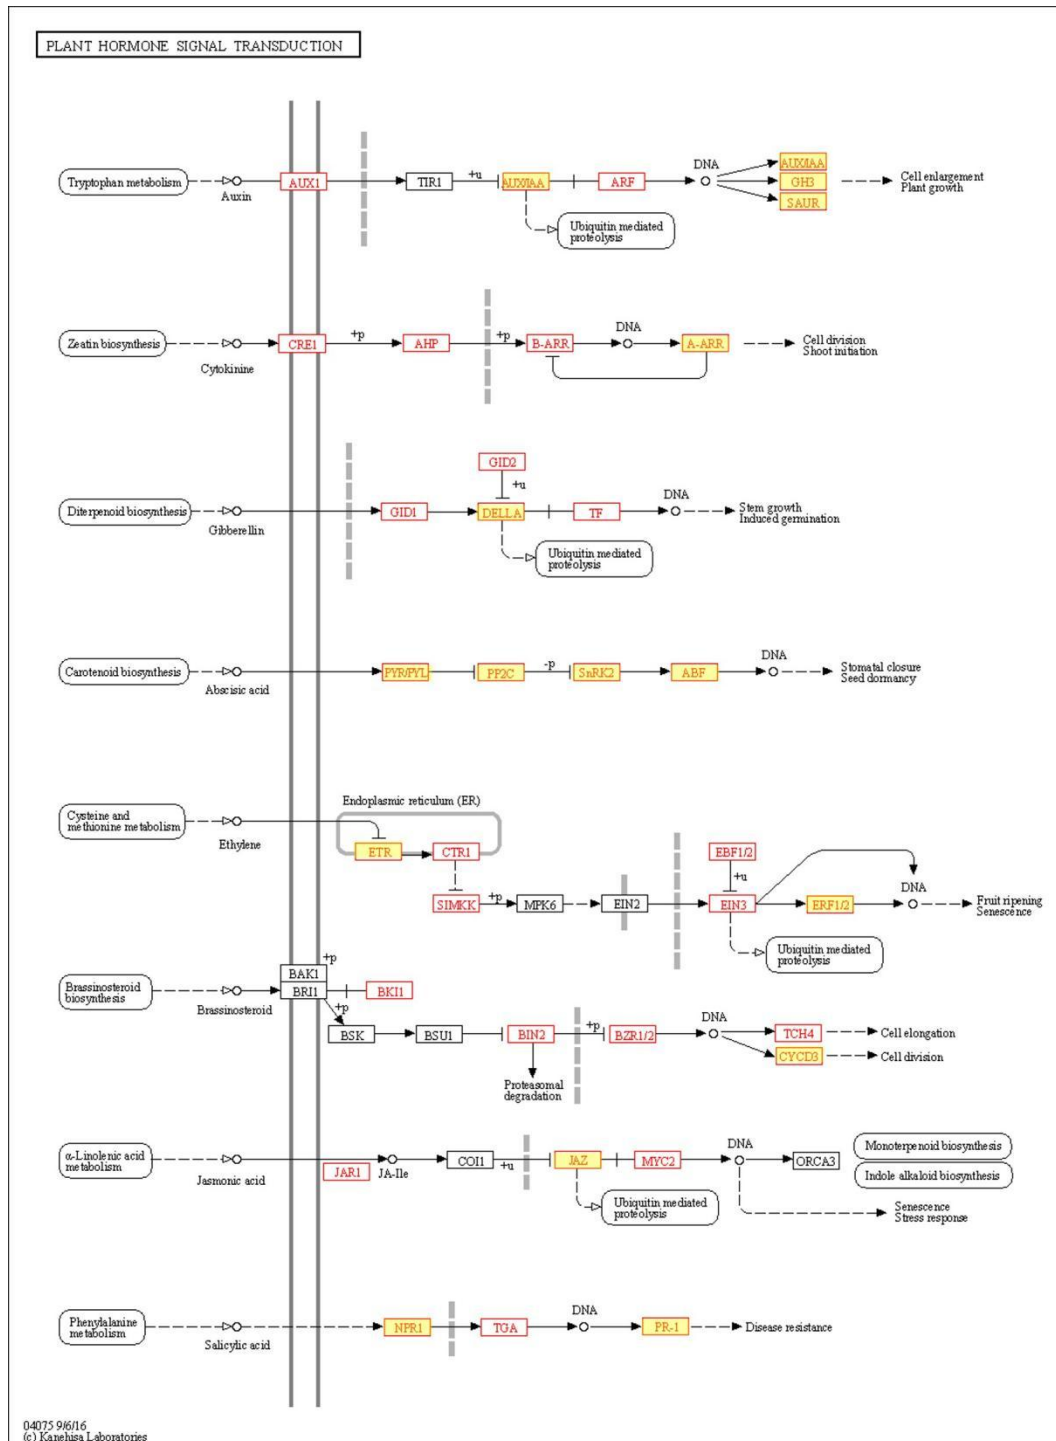 PLANT HORMONE SIGNAL TRANSDUCTION
Tryptophan metabolism
Auxin
AUX1
TIR1
+u
AUX/IAA
ARF
DNA
AUX/IAA
GH3
SAUR
Cell enlargement
Plant growth
Ubiquitin mediated
proteolysis
Zeatin biosynthesis
Cytokinine
CRE1
+p
AHP
+p
B-ARR
DNA
A-ARR
Cell division
Shoot initiation
GID2
+u
Diterpenoid biosynthesis
Gibberellin
GID1
DELLA
TF
DNA
Stem growth
Induced germination
Ubiquitin mediated
proteolysis
Carotenoid biosynthesis
Abscisic acid
PYR/PYL
PP2C
-p
SnRK2
ABF
DNA
Stomatal closure
Seed dormancy
Cysteine and
methionine metabolism
Ethylene
Endoplasmic reticulum (ER)
ETR
CTR1
SIMKK
+p
MPK6
EIN2
EBF1/2
+u
EIN3
ERF1/2
DNA
Fruit ripening
Senescence
Ubiquitin mediated
proteolysis
Brassinosteroid
biosynthesis
Brassinosteroid
BAK1
+p
BRI1
BKI1
+p
BSK
BSU1
BIN2
+p
BZR1/2
DNA
TCH4
Cell elongation
CYCD3
Cell division
Proteasomal
degradation
α-Linolenic acid
metabolism
Jasmonic acid
JAR1
JA-Ile
COI1
+u
JAZ
MYC2
DNA
ORCA3
Monoterpenoid biosynthesis
Indole alkaloid biosynthesis
Ubiquitin mediated
proteolysis
Senescence
Stress response
Phenylalanine
metabolism
Salicylic acid
NPR1
TGA
DNA
PR-1
Disease resistance
04075 9/6/16
(c) Kanehisa Laboratories